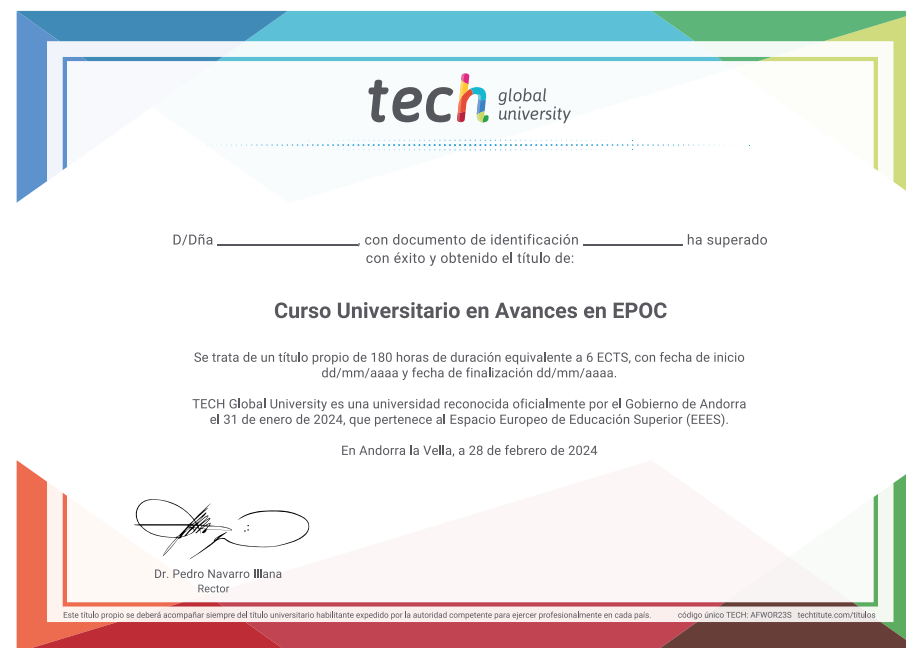 tech global university
D/Dña ____________________, con documento de identificación ______________ ha superado
con éxito y obtenido el título de:
Curso Universitario en Avances en EPOC
Se trata de un título propio de 180 horas de duración equivalente a 6 ECTS, con fecha de inicio
dd/mm/aaaa y fecha de finalización dd/mm/aaaa.
TECH Global University es una universidad reconocida oficialmente por el Gobierno de Andorra
el 31 de enero de 2024, que pertenece al Espacio Europeo de Educación Superior (EEES).
En Andorra la Vella, a 28 de febrero de 2024
Dr. Pedro Navarro Illana
Rector
Este título propio se deberá acompañar siempre del título universitario habilitante expedido por la autoridad competente para ejercer profesionalmente en cada país. código único TECH: AFWOR23S techtitute.com/titulos